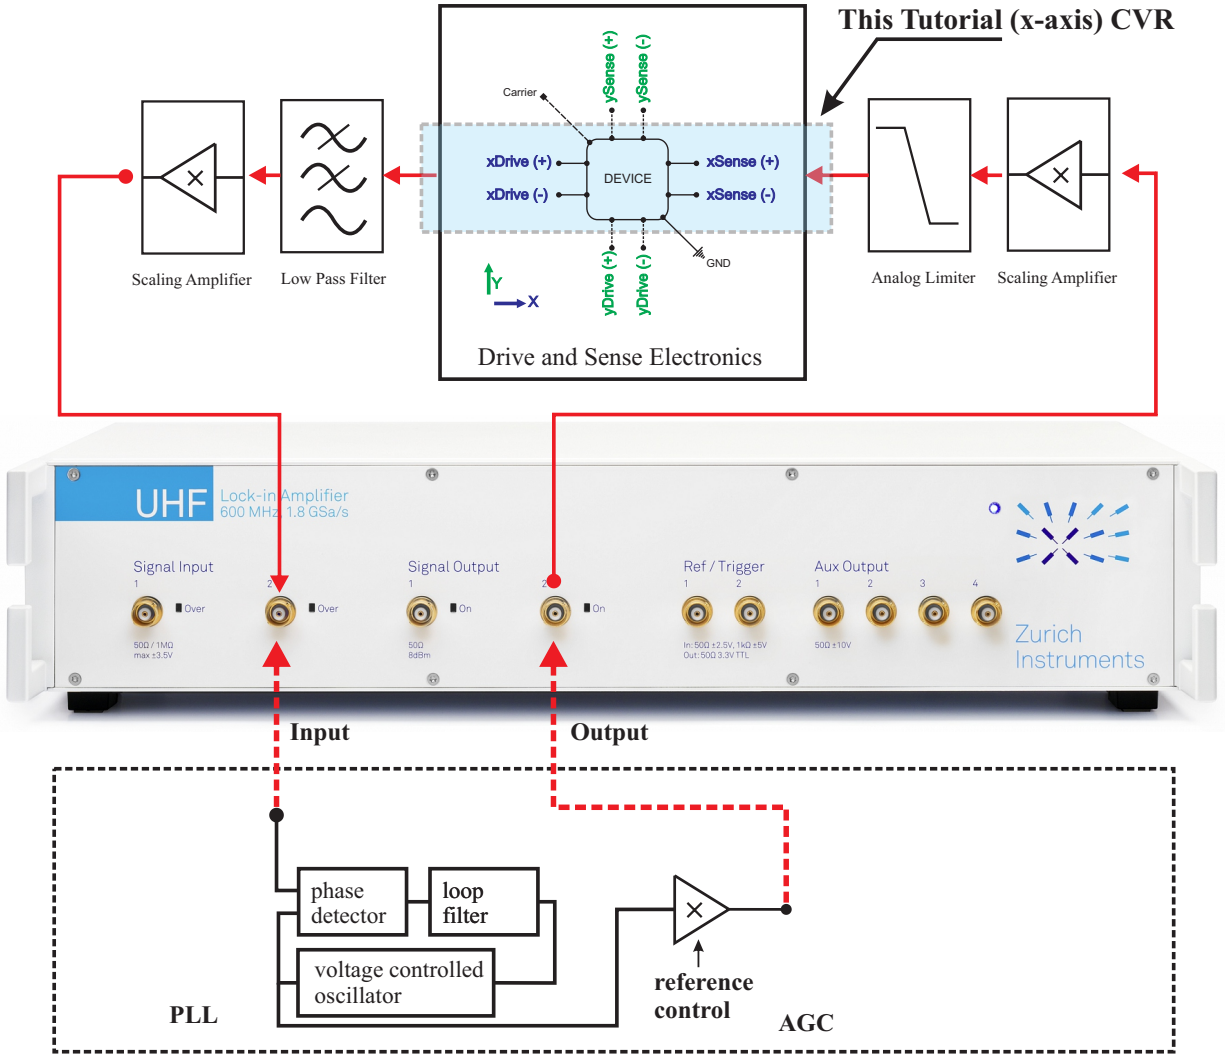 This Tutorial (x-axis) CVR
ySense (+)
ySense (-)
Carrier
xDrive (+)
xSense (+)
DEVICE
xDrive (-)
xSense (-)
GND
yDrive (+)
yDrive (-)
Y
X
Scaling Amplifier
Low Pass Filter
Analog Limiter
Scaling Amplifier
Drive and Sense Electronics
UHF
Lock-in Amplifier
600 MHz, 1.8 GSa/s
Signal Input
Signal Output
Ref / Trigger
Aux Output
1
2
1
2
1
2
1
2
3
4
Over
Over
On
On
50Ω / 1MΩ
max ±3.5V
50Ω
8dBm
In: 50Ω ±2.5V, 1kΩ ±5V
Out: 50Ω 3.3V TTL
50Ω ±10V
Zurich
Instruments
Input
Output
phase
detector
loop
filter
voltage controlled
oscillator
reference
control
PLL
AGC